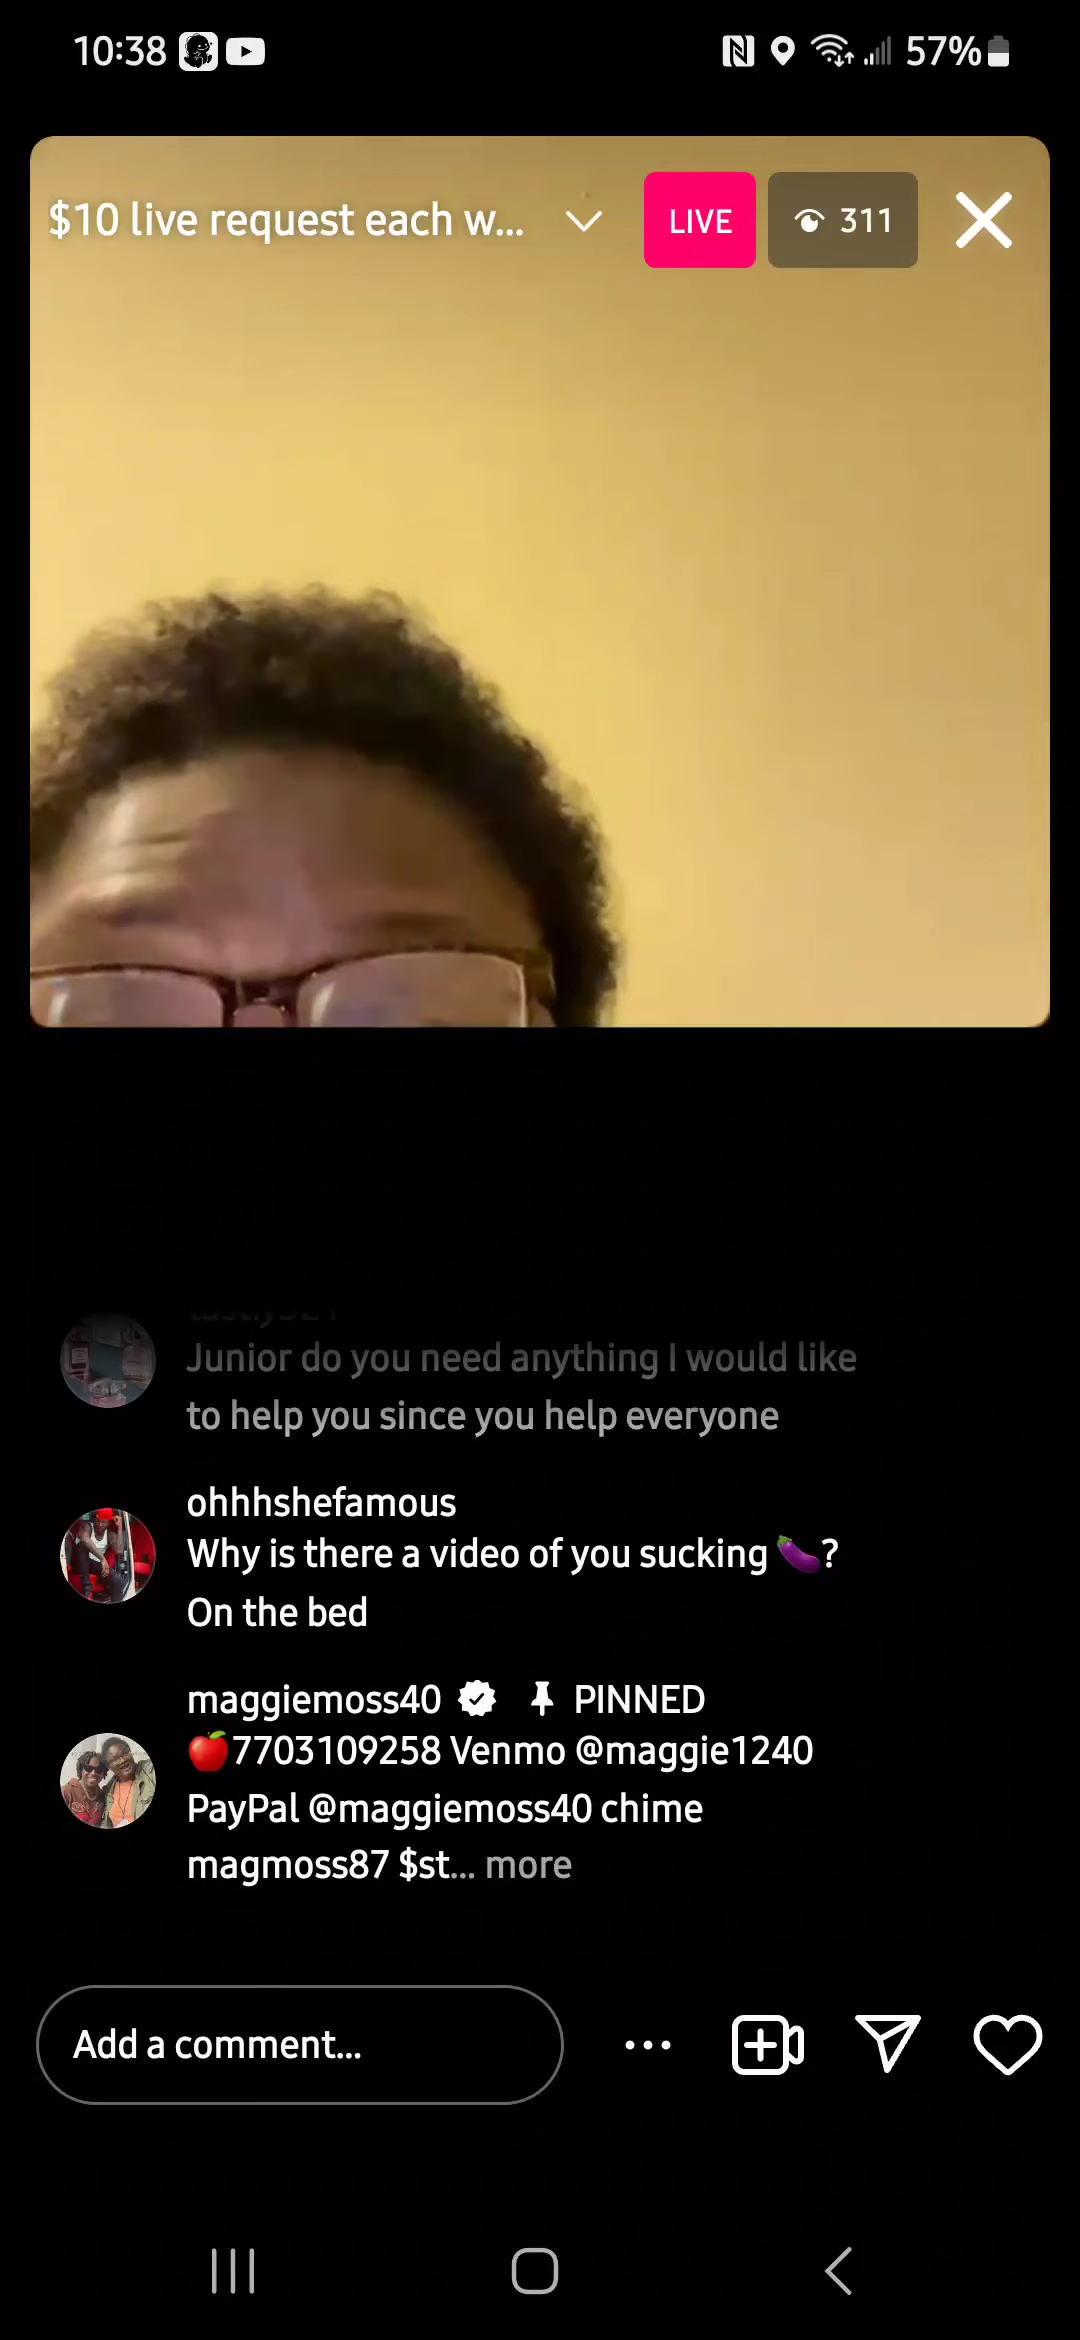 10:38
57%
$10 live request each w...
LIVE
311
Junior do you need anything I would like
to help you since you help everyone
ohhhshefamous
Why is there a video of you sucking 🍆?
On the bed
maggiemoss40 PINNED
🍎7703109258 Venmo @maggie1240
PayPal @maggiemoss40 chime
magmoss87 $st... more
Add a comment...